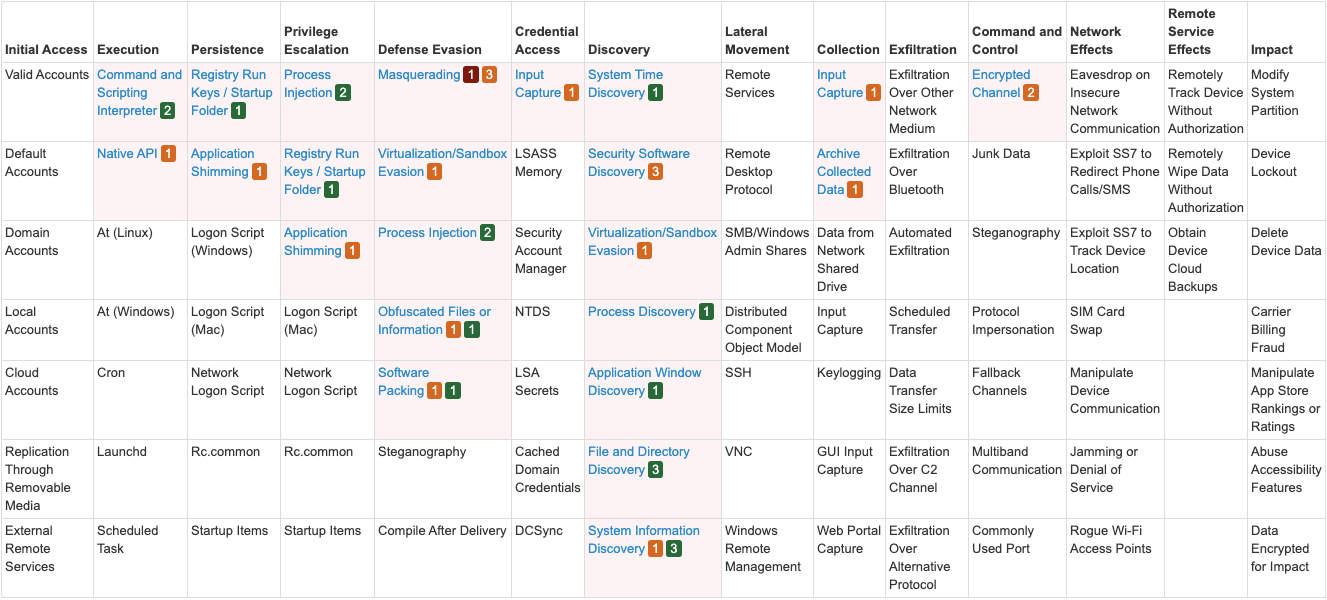 Initial Access
Execution
Persistence
Privilege
Escalation
Defense Evasion
Credential
Access
Discovery
Lateral
Movement
Collection
Exfiltration
Command and
Control
Network
Effects
Remote
Service
Effects
Impact
Valid Accounts
Command and
Scripting
Interpreter 2
Registry Run
Keys / Startup
Folder 1
Process
Injection 2
Masquerading 1 3
Input
Capture 1
System Time
Discovery 1
Remote
Services
Input
Capture 1
Exfiltration
Over Other
Network
Medium
Encrypted
Channel 2
Eavesdrop on
Insecure
Network
Communication
Remotely
Track Device
Without
Authorization
Modify
System
Partition
Default
Accounts
Native API 1
Application
Shimming 1
Registry Run
Keys / Startup
Folder 1
Virtualization/Sandbox
Evasion 1
LSASS
Memory
Security Software
Discovery 3
Remote
Desktop
Protocol
Archive
Collected
Data 1
Exfiltration
Over
Bluetooth
Junk Data
Exploit SS7 to
Redirect Phone
Calls/SMS
Remotely
Wipe Data
Without
Authorization
Device
Lockout
Domain
Accounts
At (Linux)
Logon Script
(Windows)
Application
Shimming 1
Process Injection 2
Security
Account
Manager
Virtualization/Sandbox
Evasion 1
SMB/Windows
Admin Shares
Data from
Network
Shared
Drive
Automated
Exfiltration
Steganography
Exploit SS7 to
Track Device
Location
Obtain
Device
Cloud
Backups
Delete
Device Data
Local
Accounts
At (Windows)
Logon Script
(Mac)
Logon Script
(Mac)
Obfuscated Files or
Information 1 1
NTDS
Process Discovery 1
Distributed
Component
Object Model
Input
Capture
Scheduled
Transfer
Protocol
Impersonation
SIM Card
Swap
Carrier
Billing
Fraud
Cloud
Accounts
Cron
Network
Logon Script
Network
Logon Script
Software
Packing 1 1
LSA
Secrets
Application Window
Discovery 1
SSH
Keylogging
Data
Transfer
Size Limits
Fallback
Channels
Manipulate
Device
Communication
Manipulate
App Store
Rankings or
Ratings
Replication
Through
Removable
Media
Launchd
Rc.common
Rc.common
Steganography
Cached
Domain
Credentials
File and Directory
Discovery 3
VNC
GUI Input
Capture
Exfiltration
Over C2
Channel
Multiband
Communication
Jamming or
Denial of
Service
Abuse
Accessibility
Features
External
Remote
Services
Scheduled
Task
Startup Items
Startup Items
Compile After Delivery
DCSync
System Information
Discovery 1 3
Windows
Remote
Management
Web Portal
Capture
Exfiltration
Over
Alternative
Protocol
Commonly
Used Port
Rogue Wi-Fi
Access Points
Data
Encrypted
for Impact